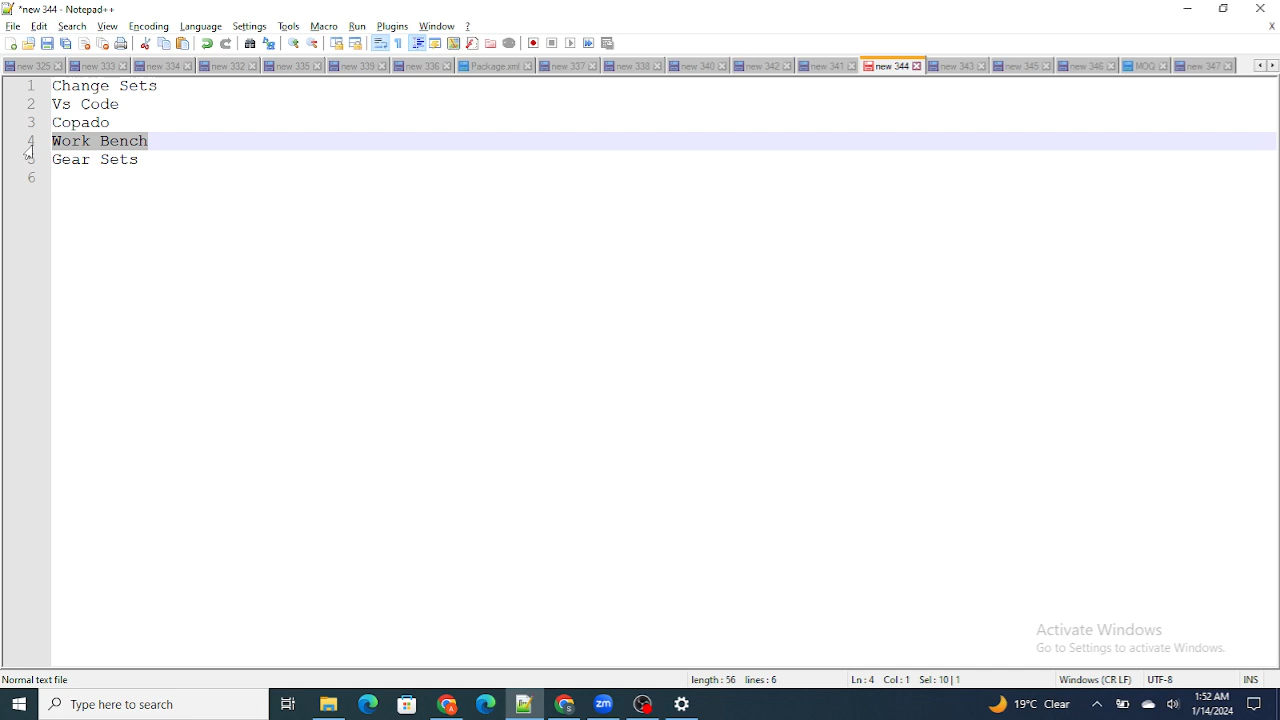 *new 344 - Notepad++
File Edit Search View Encoding Language Settings Tools Macro Run Plugins Window ?
new 325 new 333 new 334 new 332 new 335 new 339 new 336 Package.xml new 337 new 338 new 340 new 342 new 341 new 344 new 343 new 345 new 346 MOQ new 347
1 Change Sets
2 Vs Code
3 Copado
4 Work Bench
5 Gear Sets
6
Activate Windows
Go to Settings to activate Windows.
Normal text file length : 56 lines : 6 Ln : 4 Col : 1 Sel : 10 | 1 Windows (CR LF) UTF-8 INS
Type here to search zm 19°C Clear 1:52 AM
1/14/2024